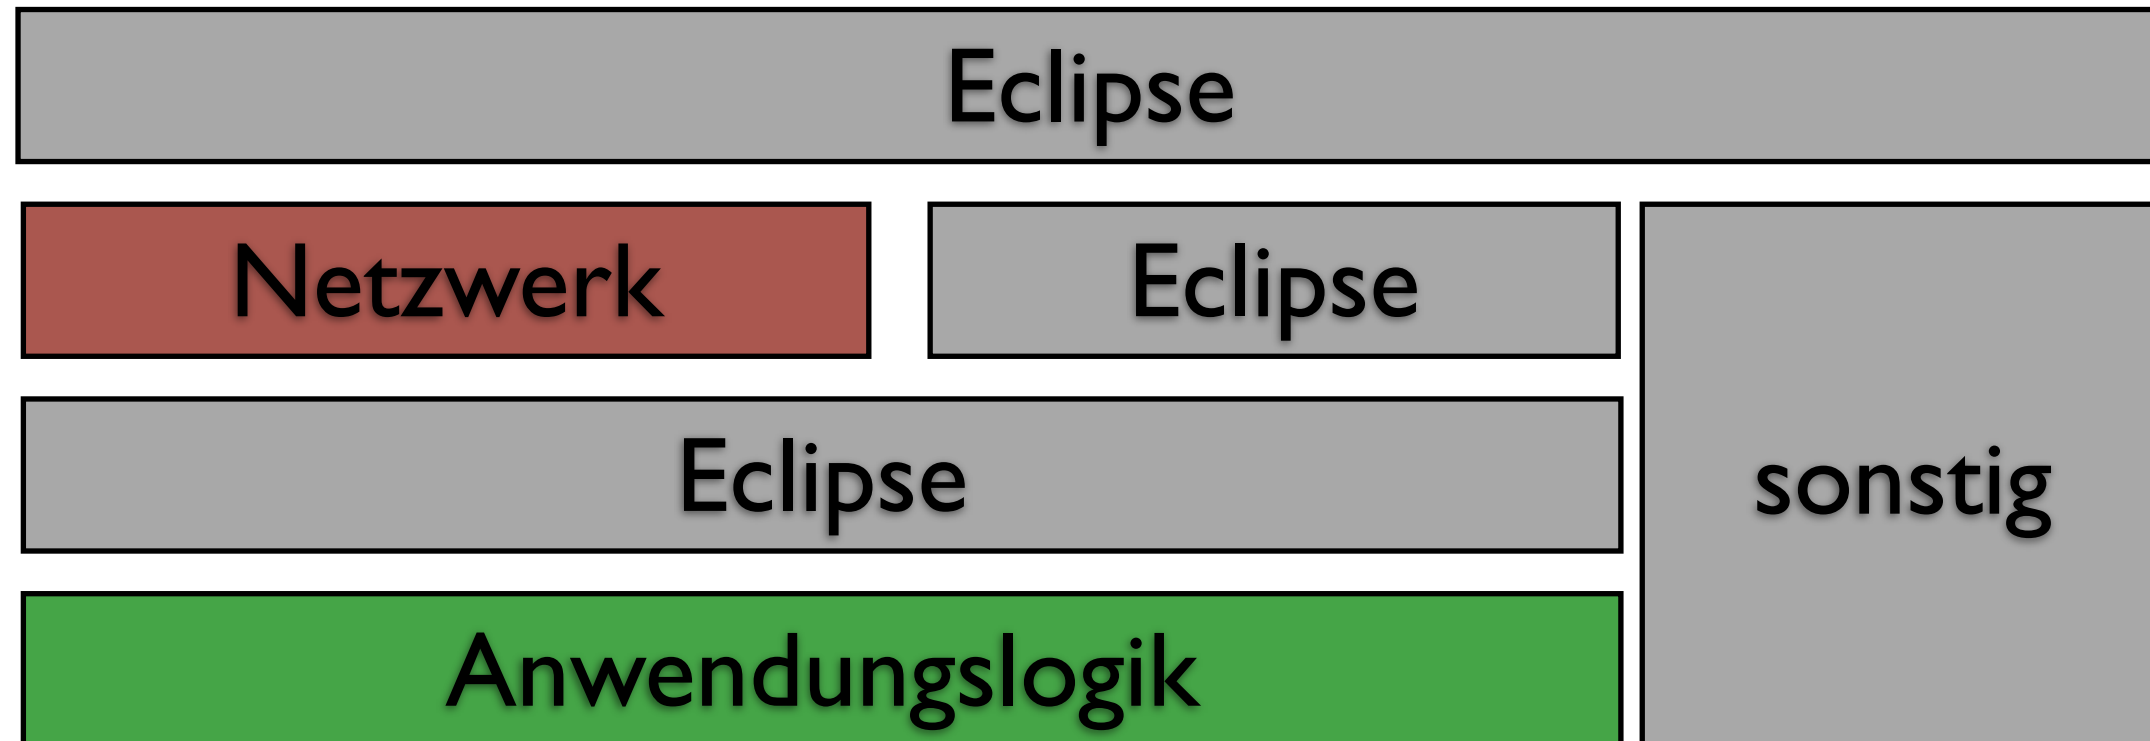 Eclipse
Netzwerk
Eclipse
Eclipse
sonstig
Anwendungslogik